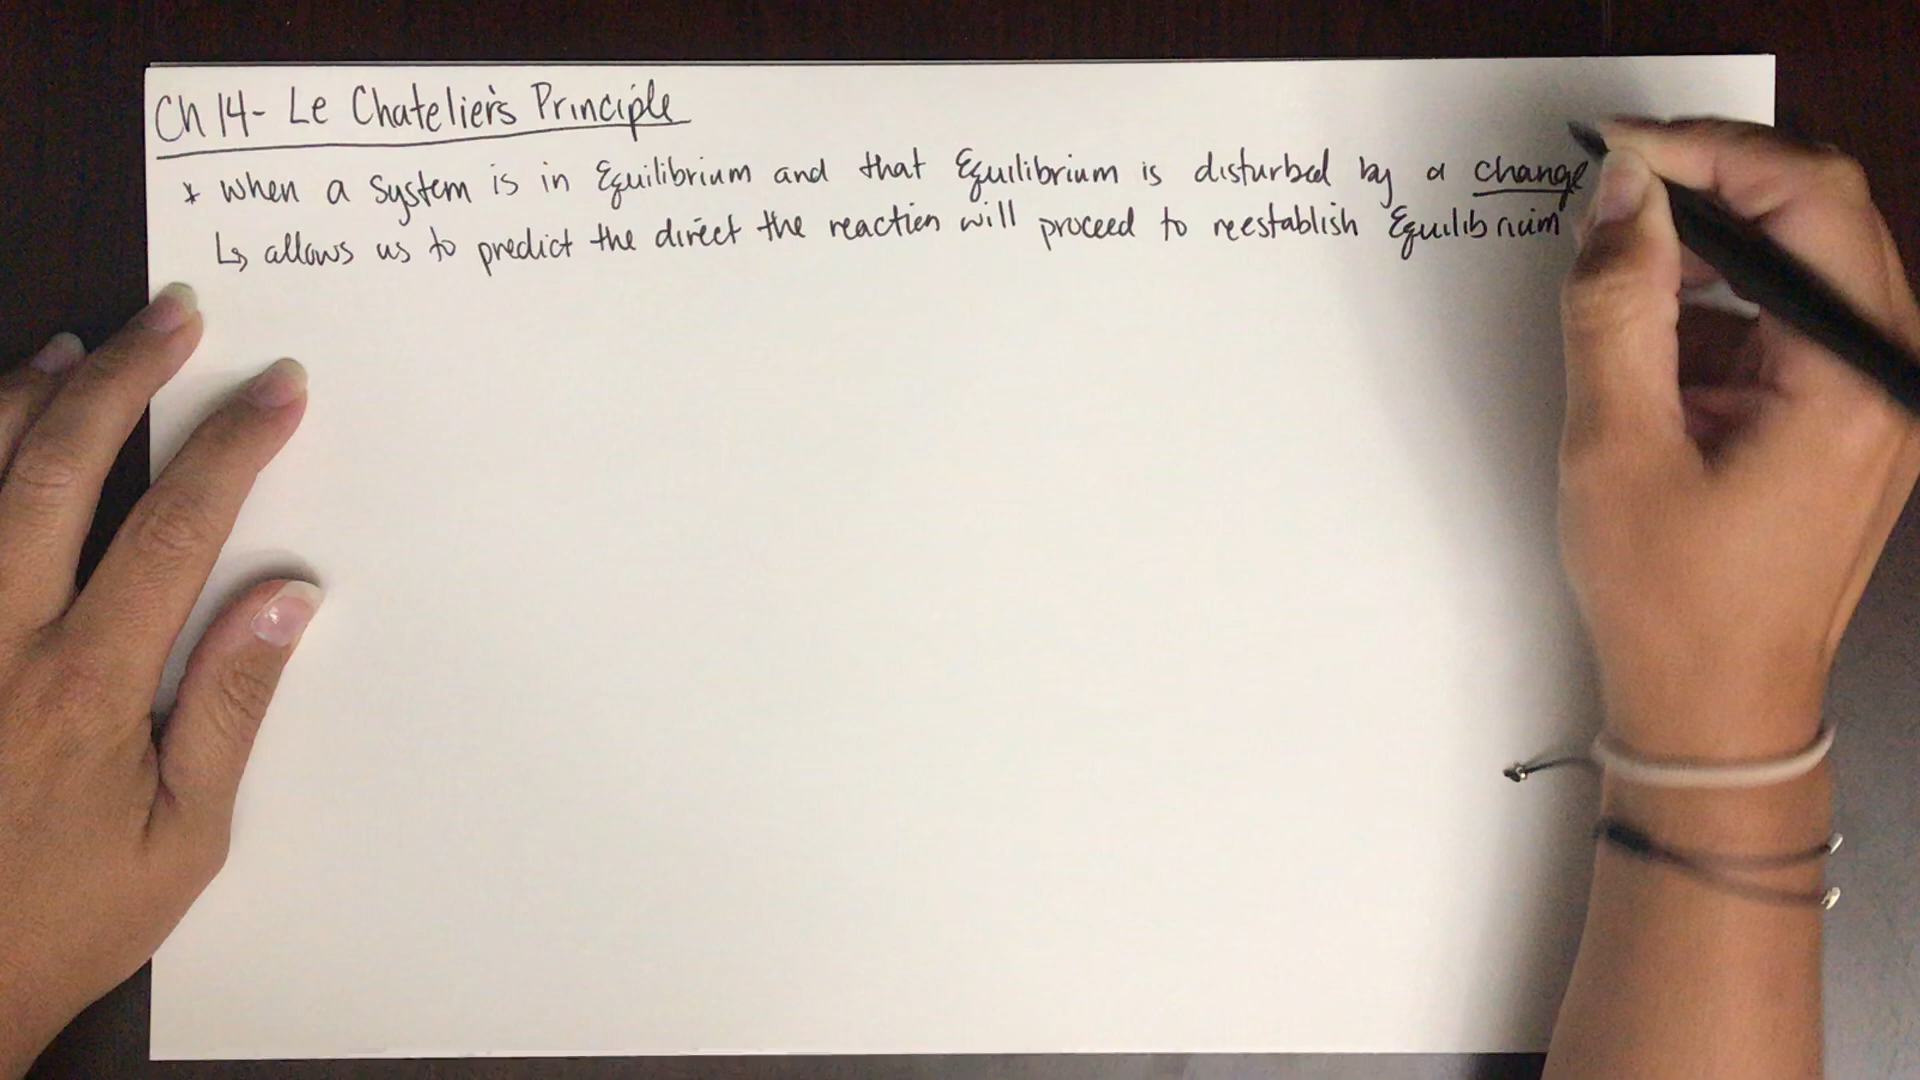 Ch 14- Le Chatelier's Principle
* when a system is in Equilibrium and that Equilibrium is disturbed by a change
↳ allows us to predict the direct the reaction will proceed to reestablish Equilibrium